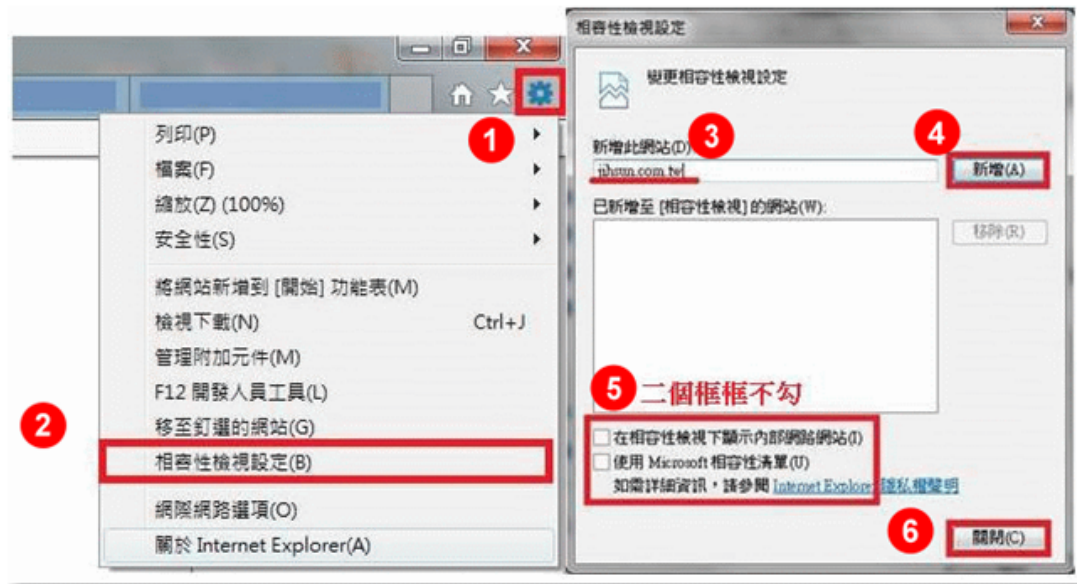 1
列印(P)
檔案(F)
縮放(Z) (100%)
安全性(S)
將網站新增到 [開始] 功能表(M)
檢視下載(N) Ctrl+J
管理附加元件(M)
F12 開發人員工具(L)
移至釘選的網站(G)
2
相容性檢視設定(B)
網際網路選項(O)
關於 Internet Explorer(A)
相容性檢視設定
變更相容性檢視設定
3
4
新增此網站(D)
jihsun.com.tw
新增(A)
已新增至 [相容性檢視] 的網站(W):
移除(R)
5 二個框框不勾
在相容性檢視下顯示內部網路網站(I)
使用 Microsoft 相容性清單(U)
如需詳細資訊，請參閱 Internet Explorer 隱私權聲明
6
關閉(C)